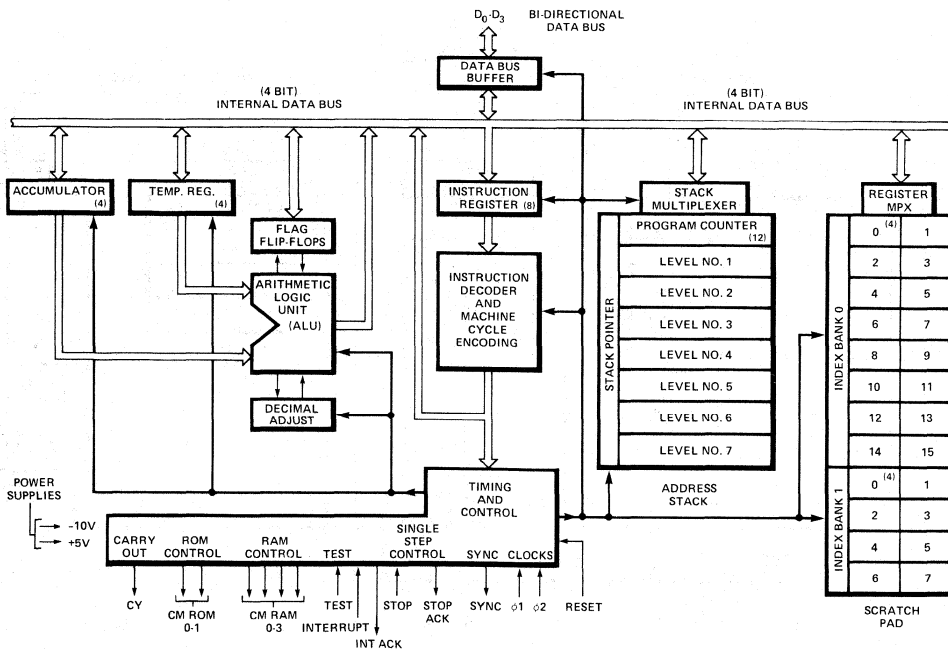 D0-D3 BI-DIRECTIONAL
DATA BUS
DATA BUS
BUFFER
(4 BIT)
INTERNAL DATA BUS
(4 BIT)
INTERNAL DATA BUS
ACCUMULATOR
(4)
TEMP. REG.
(4)
FLAG
FLIP-FLOPS
ARITHMETIC
LOGIC
UNIT
(ALU)
DECIMAL
ADJUST
INSTRUCTION
REGISTER (8)
INSTRUCTION
DECODER
AND
MACHINE
CYCLE
ENCODING
STACK
MULTIPLEXER
PROGRAM COUNTER
(12)
LEVEL NO. 1
LEVEL NO. 2
LEVEL NO. 3
LEVEL NO. 4
LEVEL NO. 5
LEVEL NO. 6
LEVEL NO. 7
STACK POINTER
ADDRESS
STACK
REGISTER
MPX
INDEX BANK 0
0 (4) 1
2 3
4 5
6 7
8 9
10 11
12 13
14 15
INDEX BANK 1
0 (4) 1
2 3
4 5
6 7
SCRATCH
PAD
POWER
SUPPLIES
-10V
+5V
TIMING
AND
CONTROL
CARRY
OUT
ROM
CONTROL
RAM
CONTROL
TEST
SINGLE
STEP
CONTROL
SYNC
CLOCKS
CY
CM ROM
0-1
CM RAM
0-3
TEST
INTERRUPT
INT ACK
STOP
STOP
ACK
SYNC
φ1
φ2
RESET